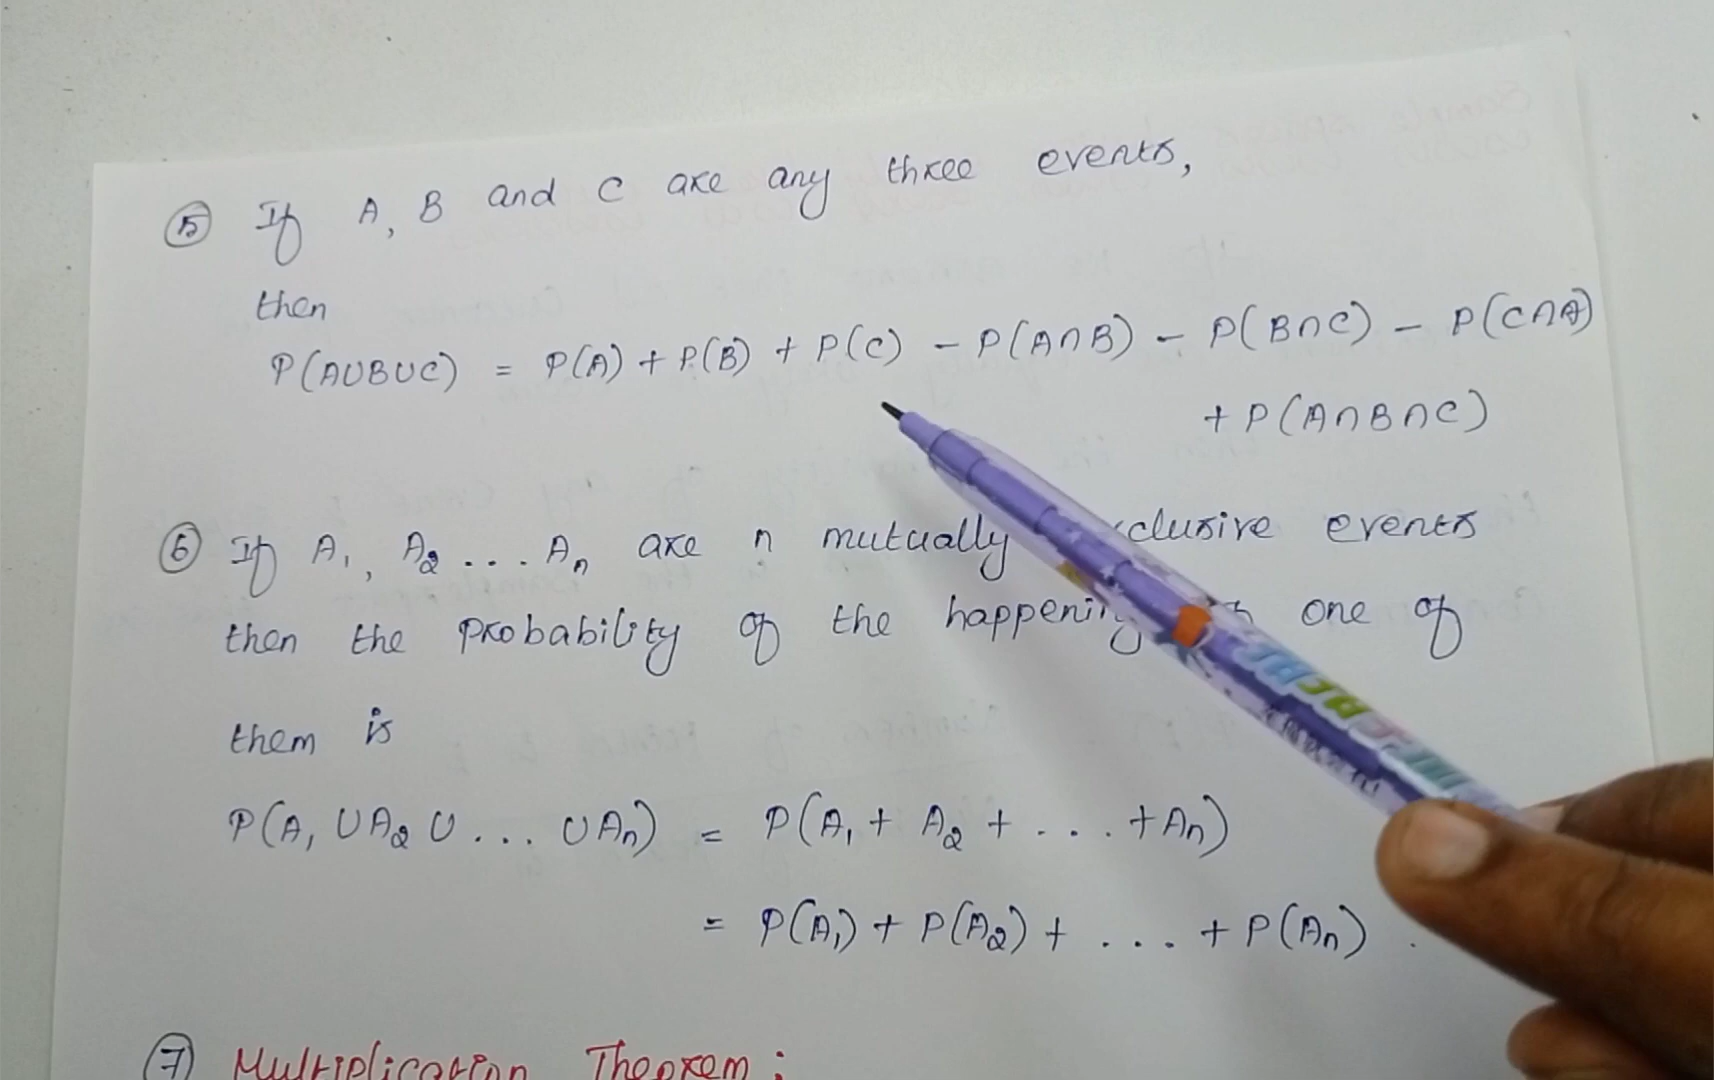 ⑤ If A, B and C are any three events,
then
P(A∪B∪C) = P(A) + P(B) + P(C) - P(A∩B) - P(B∩C) - P(C∩A)
+ P(A∩B∩C)
⑥ If A₁, A₂ ... Aₙ are n mutually clusive events
then the probability of the happening one of
them is
P(A₁ ∪ A₂ ∪ ... ∪ Aₙ) = P(A₁ + A₂ + ... + Aₙ)
= P(A₁) + P(A₂) + ... + P(Aₙ).
⑦ Multiplication Theorem: